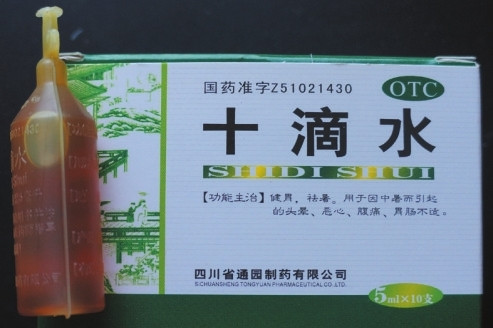 国药准字Z51021430
OTC
十滴水
SHIDI SHUI
【功能主治】健胃，祛暑。用于因中暑而引起
的头晕、恶心、腹痛、胃肠不适。
四川省通园制药有限公司
SICHUANSHENG TONGYUAN PHARMACEUTICAL CO.,LTD.
5ml×10支
水